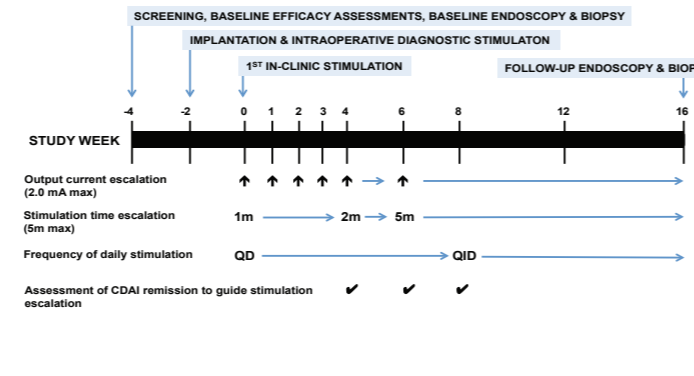 SCREENING, BASELINE EFFICACY ASSESSMENTS, BASELINE ENDOSCOPY & BIOPSY
IMPLANTATION & INTRAOPERATIVE DIAGNOSTIC STIMULATON
1ST IN-CLINIC STIMULATION
FOLLOW-UP ENDOSCOPY & BIOP
-4 -2 0 1 2 3 4 6 8 12 16
STUDY WEEK
Output current escalation
(2.0 mA max)
Stimulation time escalation
(5m max)
1m 2m 5m
Frequency of daily stimulation
QD QID
Assessment of CDAI remission to guide stimulation
escalation